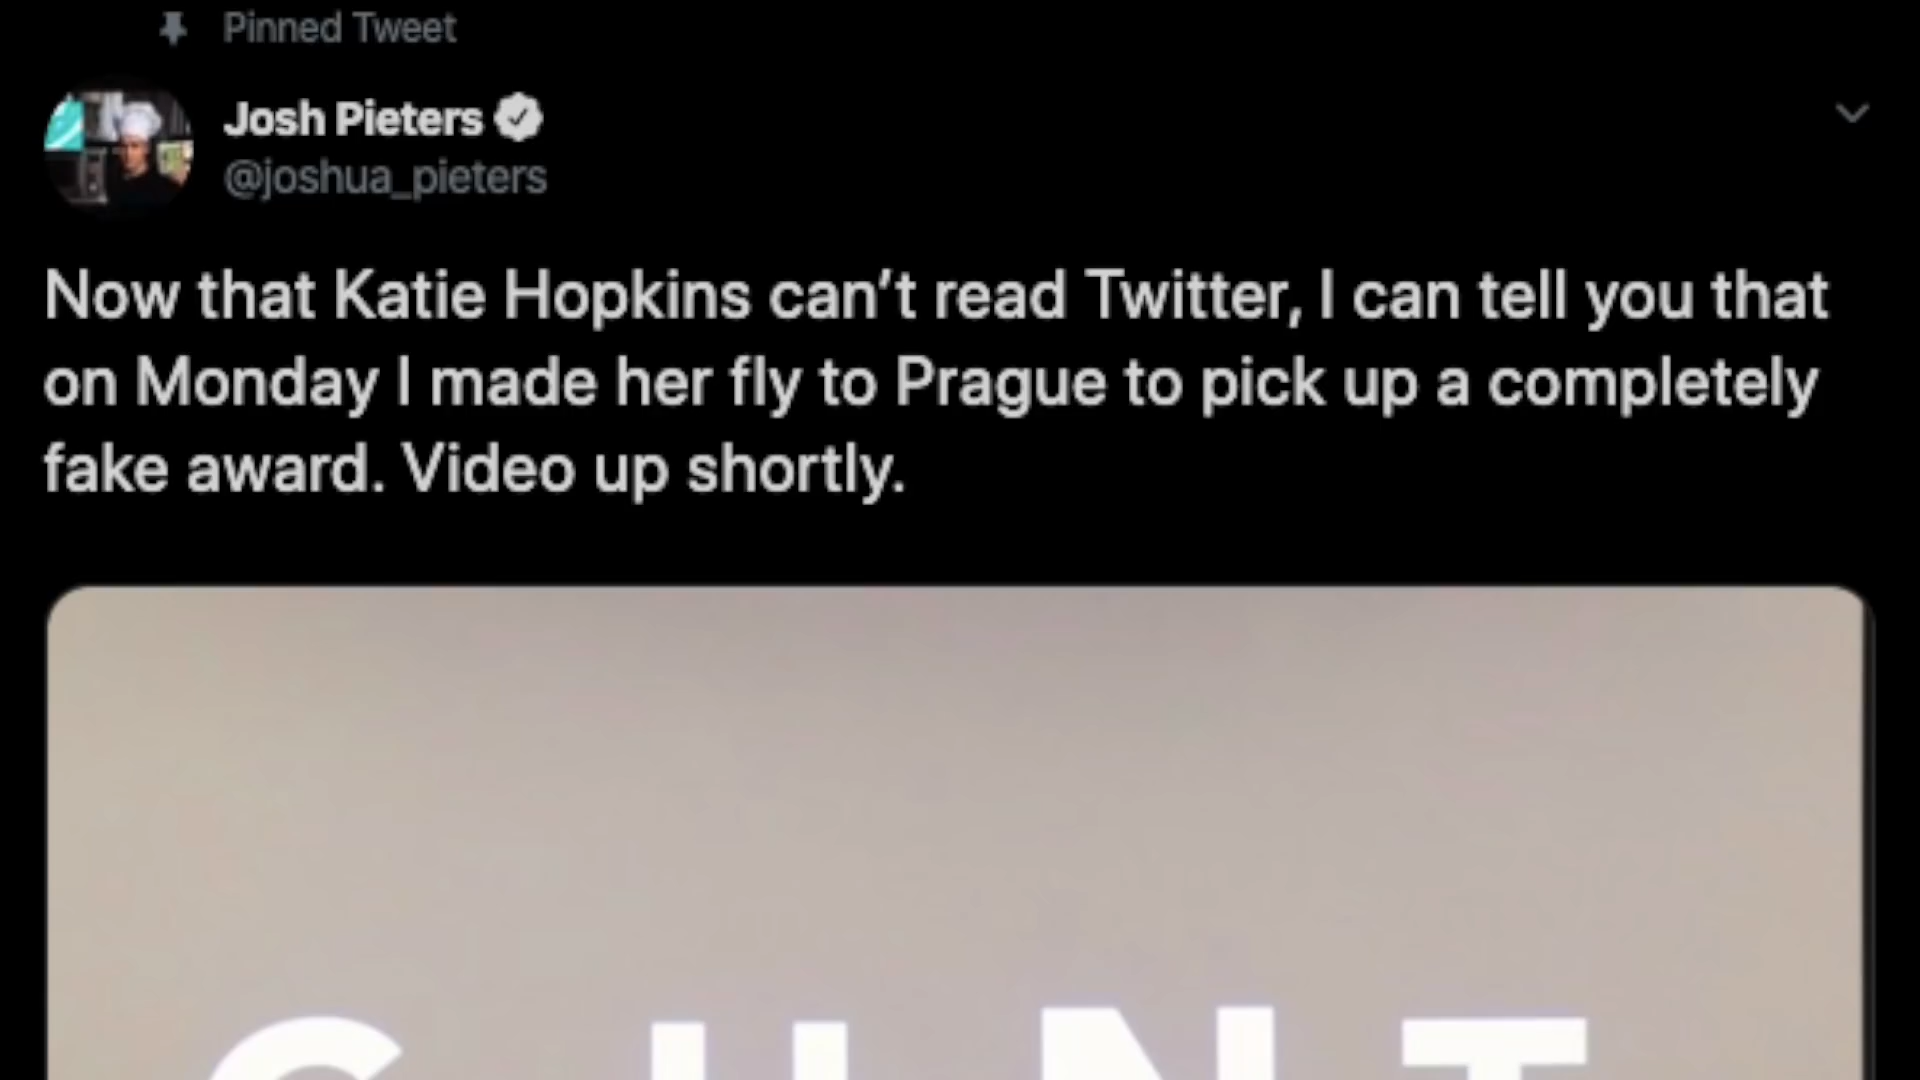 Pinned Tweet
Josh Pieters
@joshua_pieters
Now that Katie Hopkins can’t read Twitter, I can tell you that
on Monday I made her fly to Prague to pick up a completely
fake award. Video up shortly.
C U N T